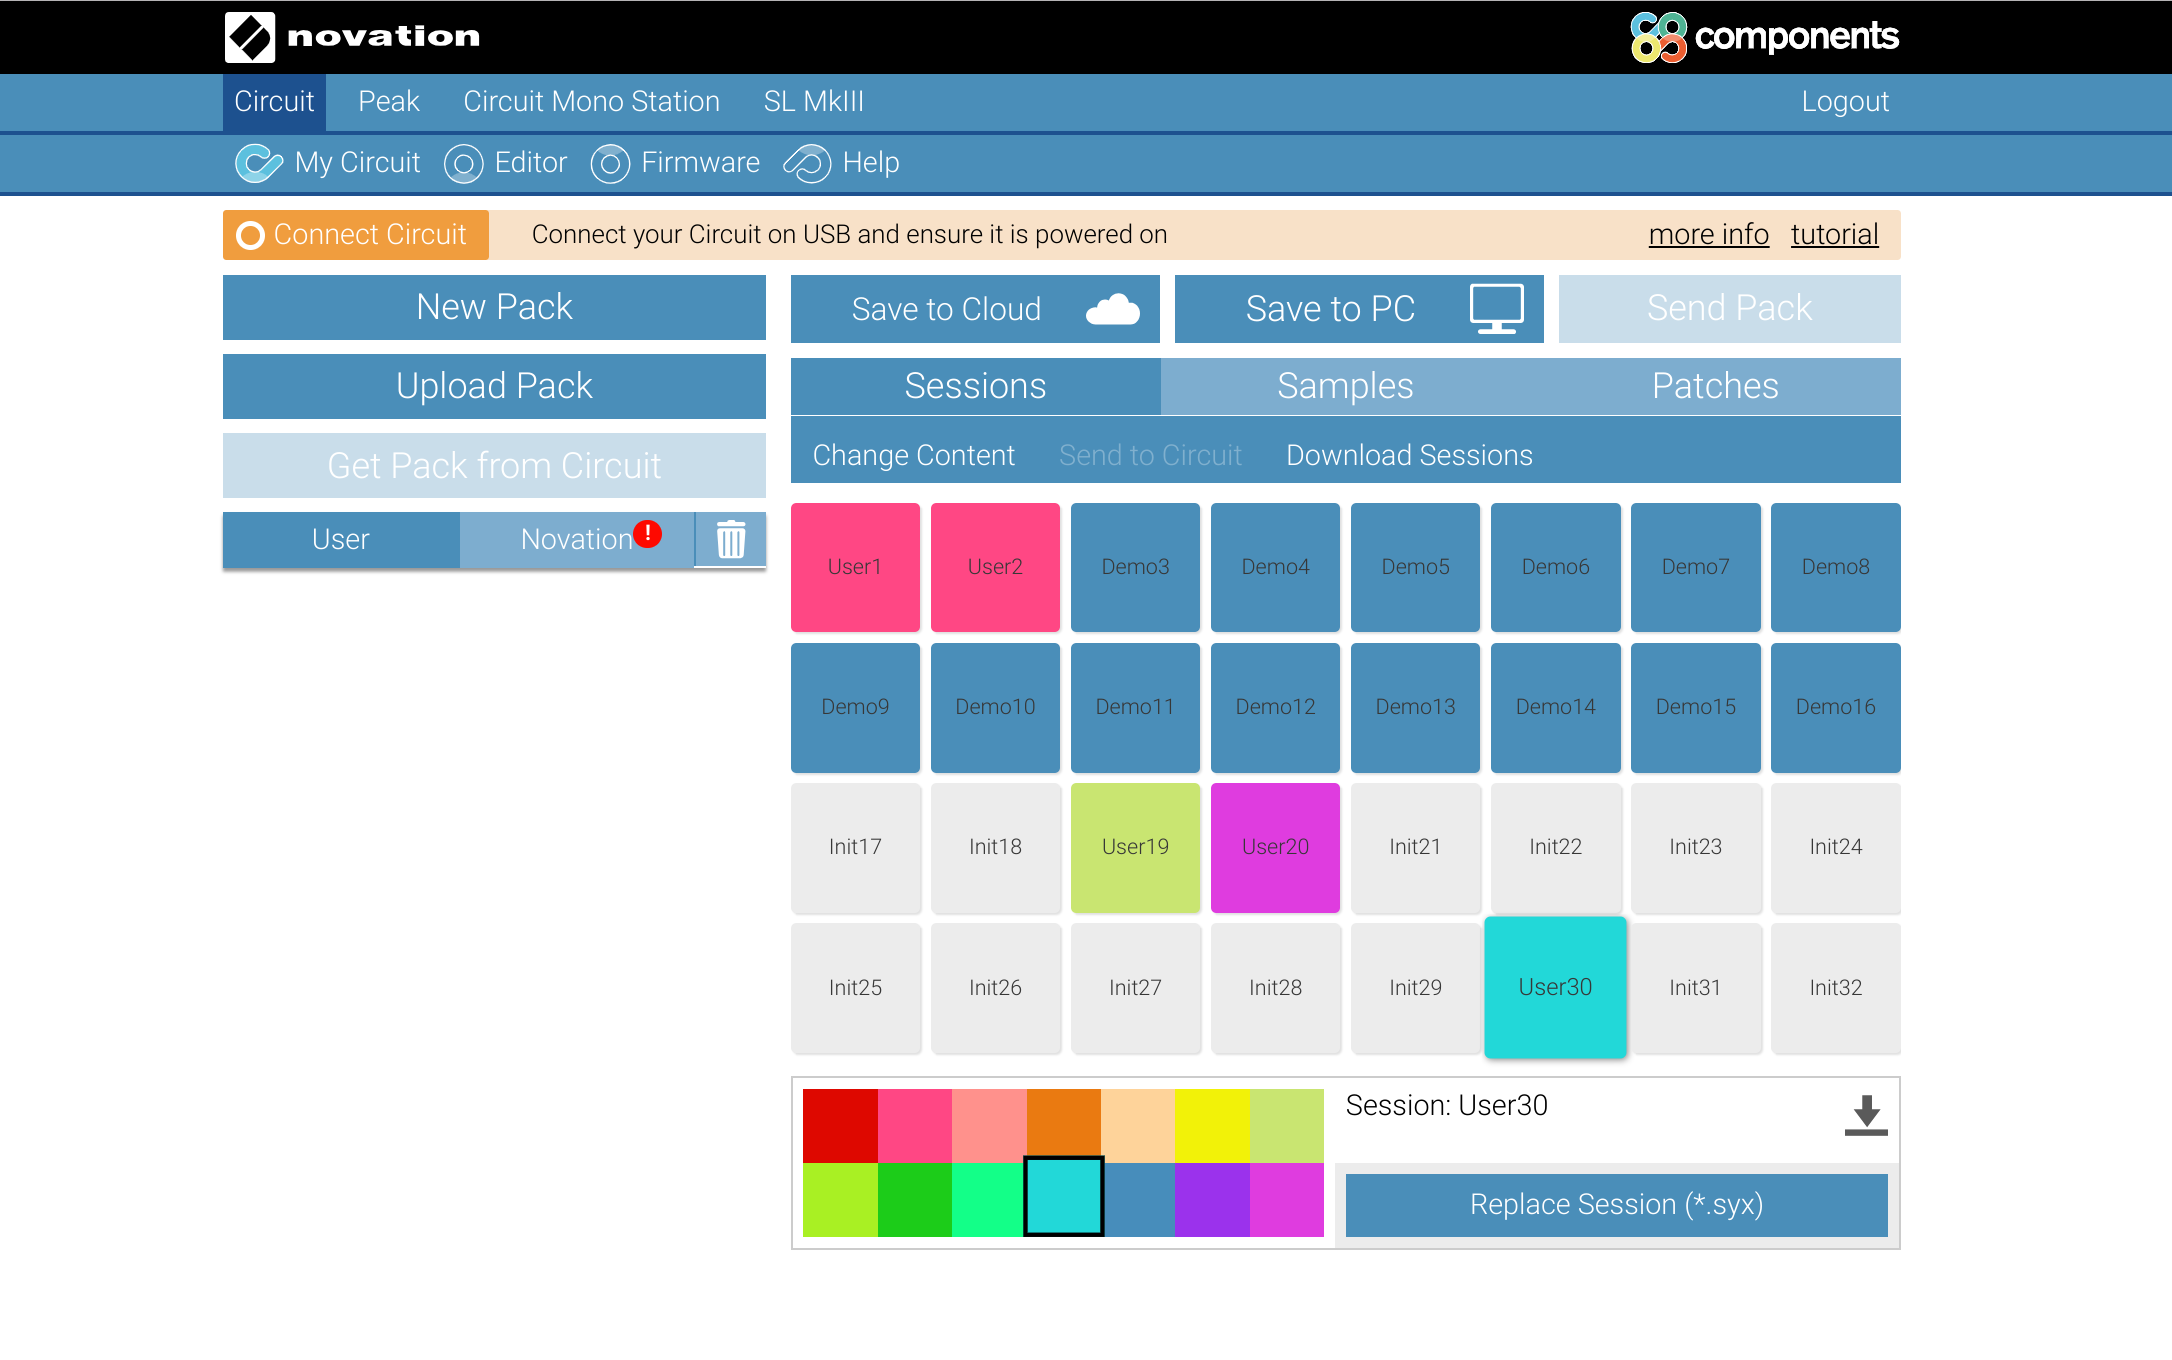 novation
components
Circuit Peak Circuit Mono Station SL MkIII Logout
My Circuit Editor Firmware Help
Connect Circuit Connect your Circuit on USB and ensure it is powered on more info tutorial
New Pack
Save to Cloud Save to PC Send Pack
Upload Pack
Sessions Samples Patches
Get Pack from Circuit
Change Content Send to Circuit Download Sessions
User Novation !
User1 User2 Demo3 Demo4 Demo5 Demo6 Demo7 Demo8
Demo9 Demo10 Demo11 Demo12 Demo13 Demo14 Demo15 Demo16
Init17 Init18 User19 User20 Init21 Init22 Init23 Init24
Init25 Init26 Init27 Init28 Init29 User30 Init31 Init32
Session: User30
Replace Session (*.syx)